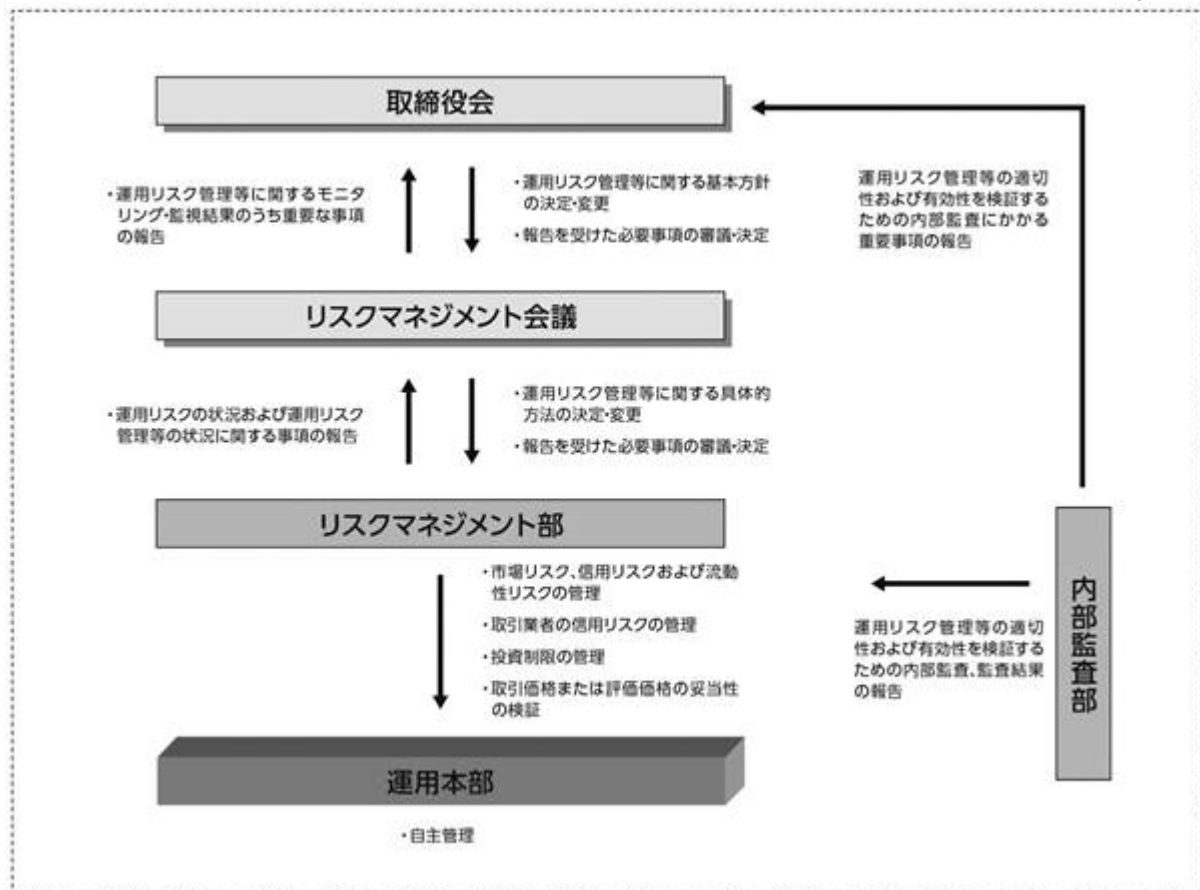 取締役会
・運用リスク管理等に関するモニタ
リング・監視結果のうち重要な事項
の報告
・運用リスク管理等に関する基本方針
の決定・変更
・報告を受けた必要事項の審議・決定
運用リスク管理等の適切
性および有効性を検証する
ための内部監査にかかる
重要事項の報告
リスクマネジメント会議
・運用リスクの状況および運用リスク
管理等の状況に関する事項の報告
・運用リスク管理等に関する具体的
方法の決定・変更
・報告を受けた必要事項の審議・決定
リスクマネジメント部
・市場リスク、信用リスクおよび流動
性リスクの管理
・取引業者の信用リスクの管理
・投資制限の管理
・取引価格または評価価格の妥当性
の検証
運用リスク管理等の適切
性および有効性を検証する
ための内部監査、監査結果
の報告
内部監査部
運用本部
・自主管理